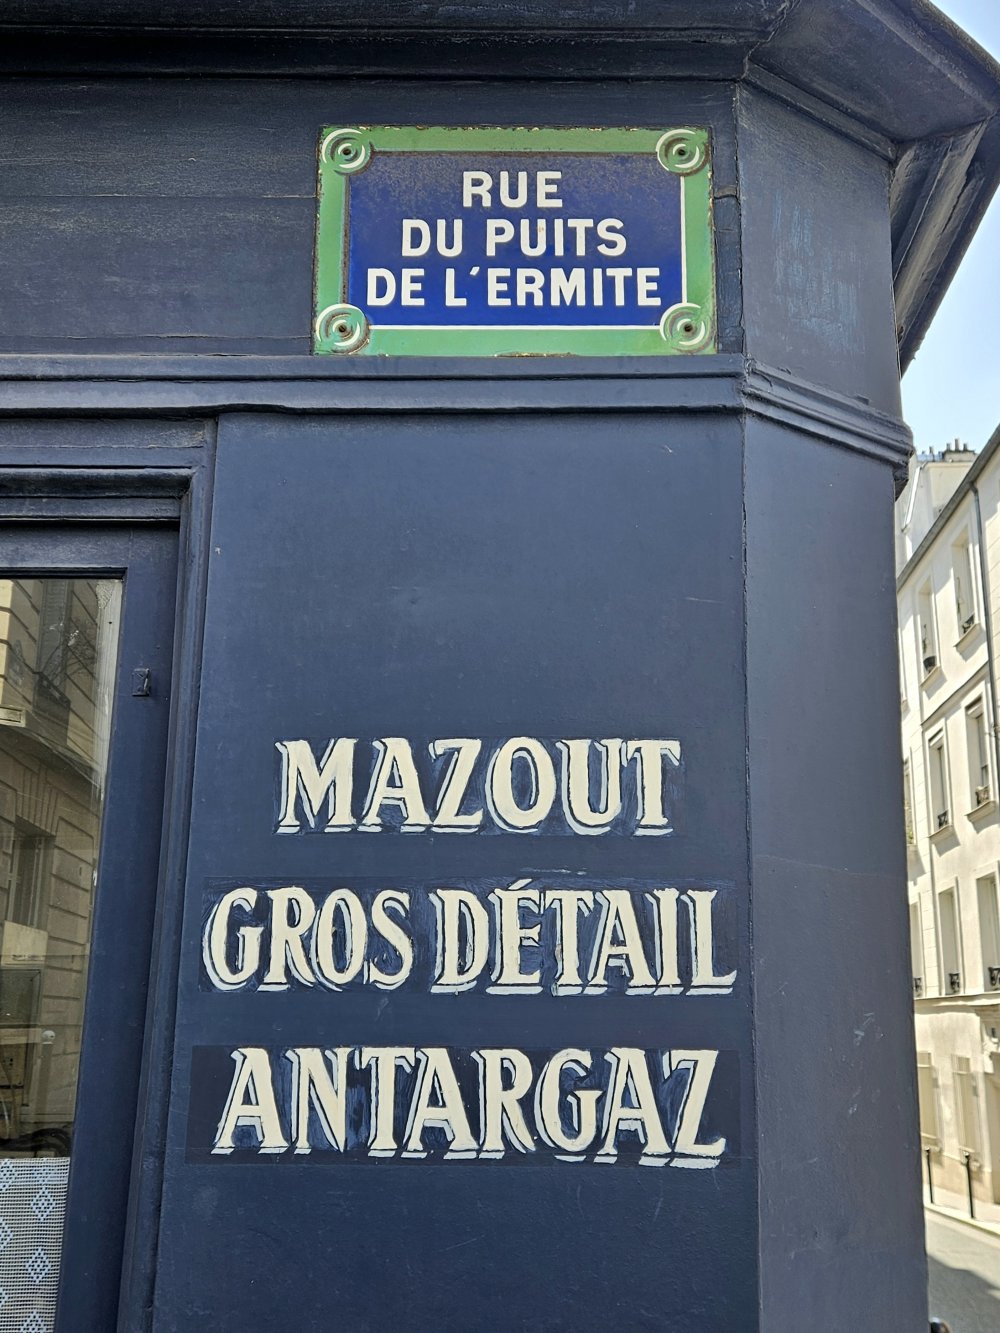 RUE
DU PUITS
DE L'ERMITE
MAZOUT
GROS DÉTAIL
ANTARGAZ